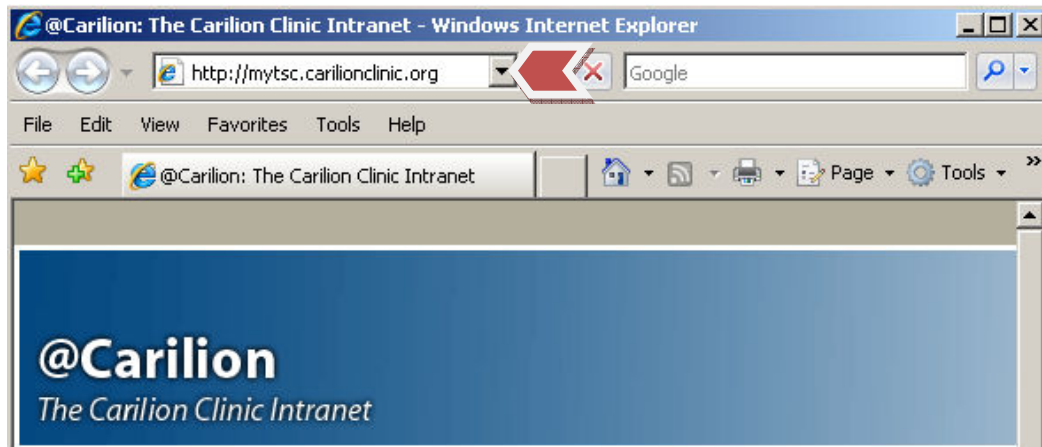 @Carilion: The Carilion Clinic Intranet - Windows Internet Explorer
http://mytsc.carilionclinic.org Google
File Edit View Favorites Tools Help
@Carilion: The Carilion Clinic Intranet Page Tools »
@Carilion
The Carilion Clinic Intranet